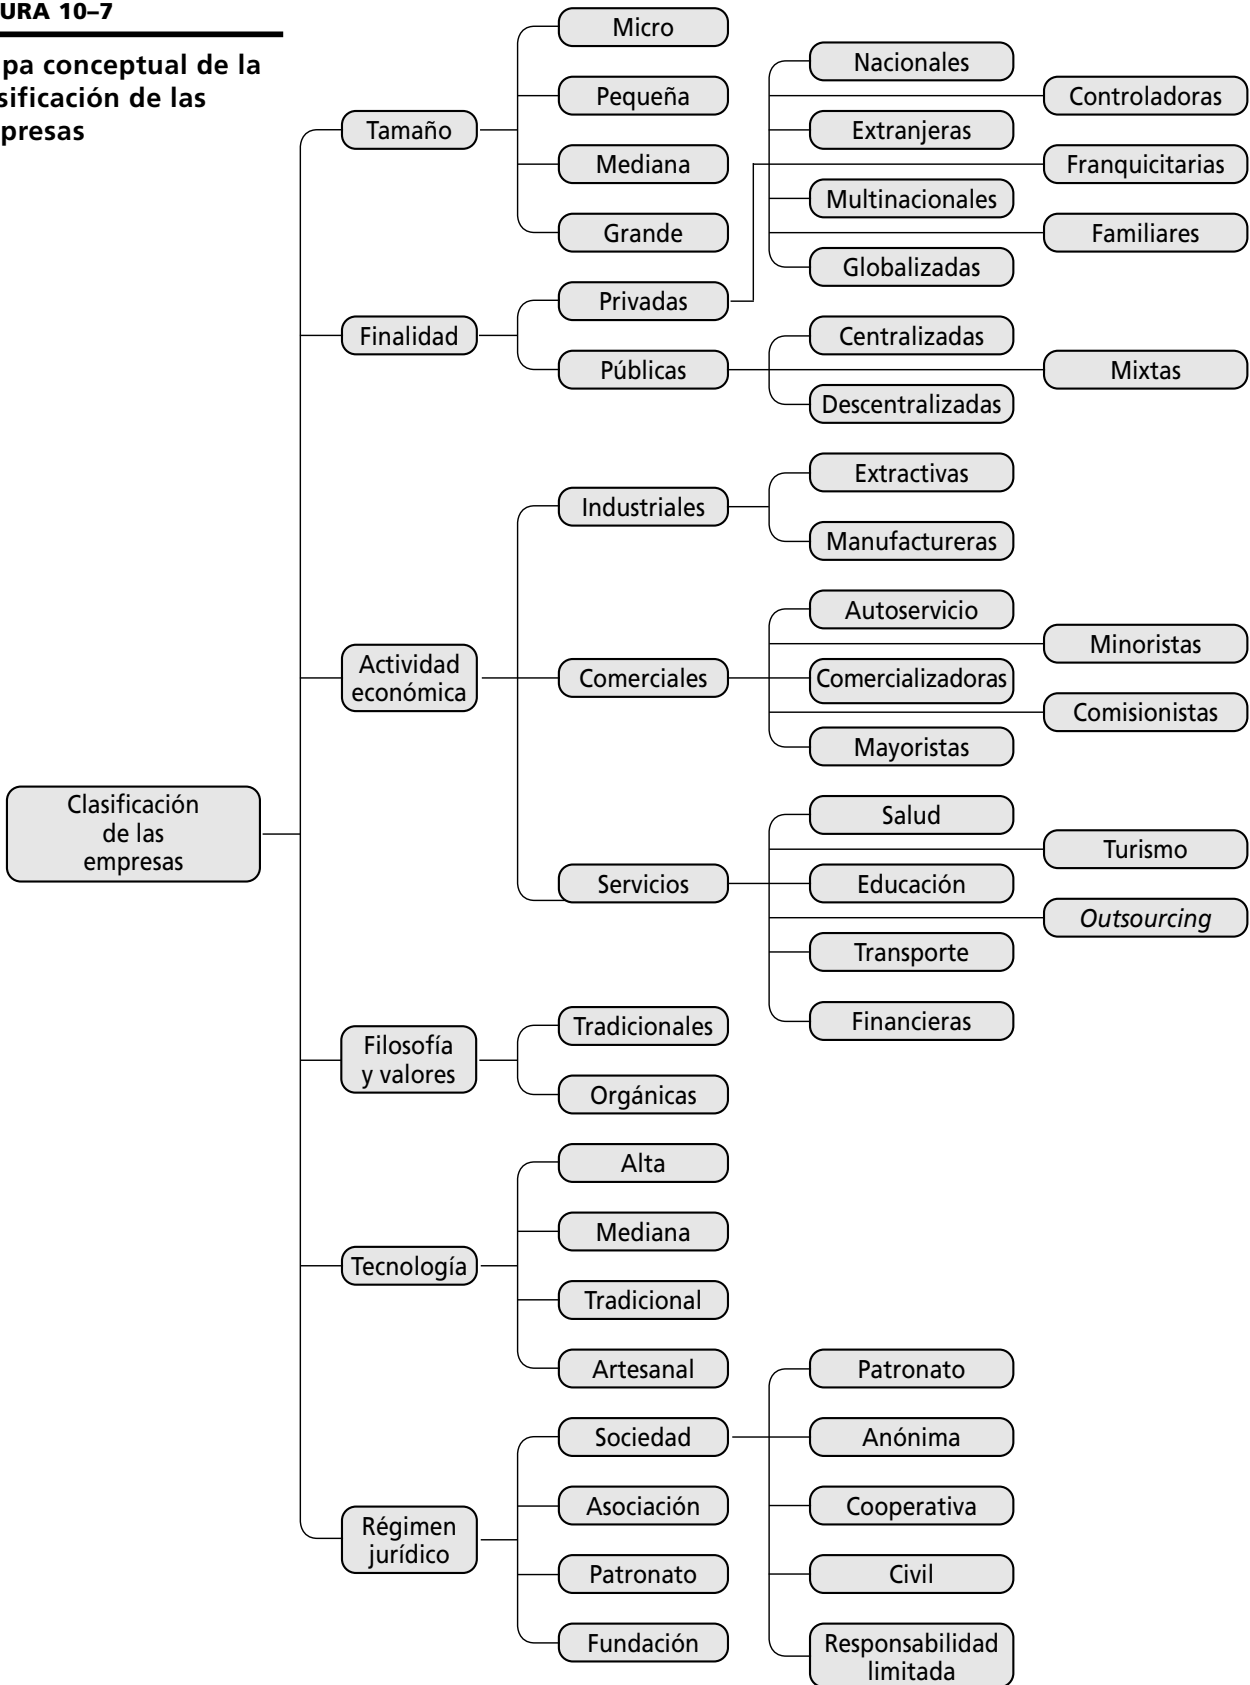 URA 10–7
pa conceptual de la
sificación de las
presas
Clasificación
de las
empresas
Tamaño
Micro
Pequeña
Mediana
Grande
Finalidad
Privadas
Nacionales
Controladoras
Extranjeras
Franquicitarias
Multinacionales
Familiares
Globalizadas
Públicas
Centralizadas
Mixtas
Descentralizadas
Actividad
económica
Industriales
Extractivas
Manufactureras
Comerciales
Autoservicio
Minoristas
Comercializadoras
Comisionistas
Mayoristas
Servicios
Salud
Turismo
Educación
Outsourcing
Transporte
Financieras
Filosofía
y valores
Tradicionales
Orgánicas
Tecnología
Alta
Mediana
Tradicional
Artesanal
Régimen
jurídico
Sociedad
Patronato
Anónima
Cooperativa
Civil
Responsabilidad
limitada
Asociación
Patronato
Fundación